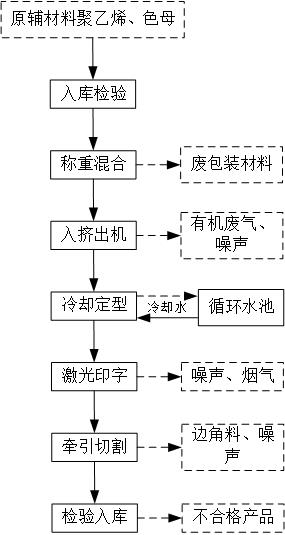 原辅材料聚乙烯、色母
入库检验
称重混合
废包装材料
入挤出机
有机废气、
噪声
冷却定型
冷却水
循环水池
激光印字
噪声、烟气
牵引切割
边角料、噪
声
检验入库
不合格产品